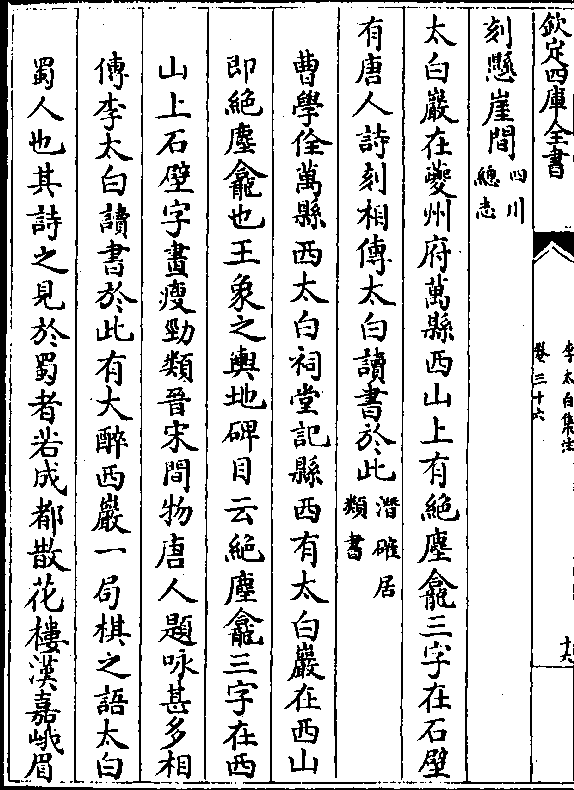 欽定四庫全書
李太白集注
卷三十六
刻懸崖間四川總志
太白巖在夔州府萬縣西山上有絶塵龕三字在石壁
有唐人詩刻相傳太白讀書於此潛確居類書
曹學佺萬縣西太白祠堂記縣西有太白巖在西山
即絶塵龕也王象之輿地碑目云絶塵龕三字在西
山上石壁字畫瘦勁類晉宋間物唐人題咏甚多相
傳李太白讀書於此有大醉西巖一局棋之語太白
蜀人也其詩之見於蜀者若成都散花樓漢嘉峨眉